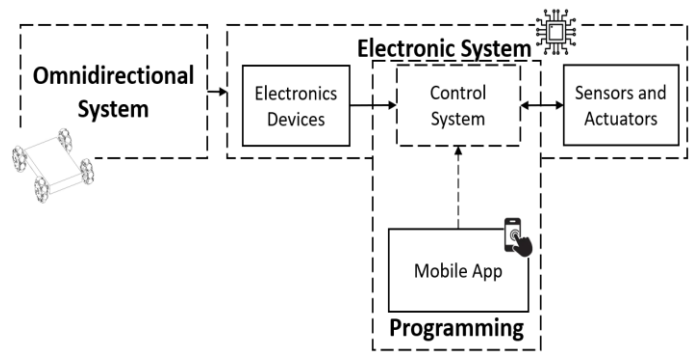 Omnidirectional
System
Electronic System
Electronics
Devices
Control
System
Sensors and
Actuators
Mobile App
Programming